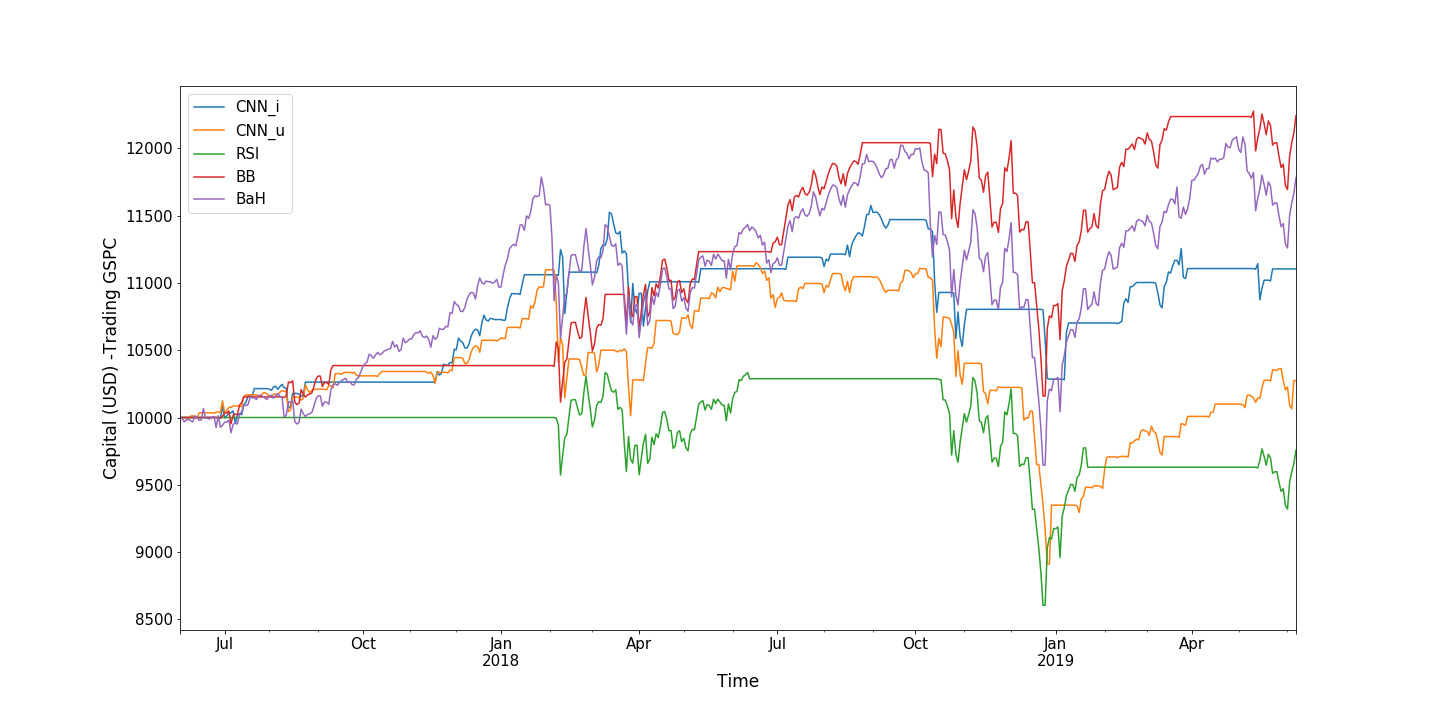 CNN_i
CNN_u
RSI
BB
BaH
Capital (USD) -Trading GSPC
12000
11500
11000
10500
10000
9500
9000
8500
Jul Oct Jan Apr Jul Oct Jan Apr
2018 2019
Time